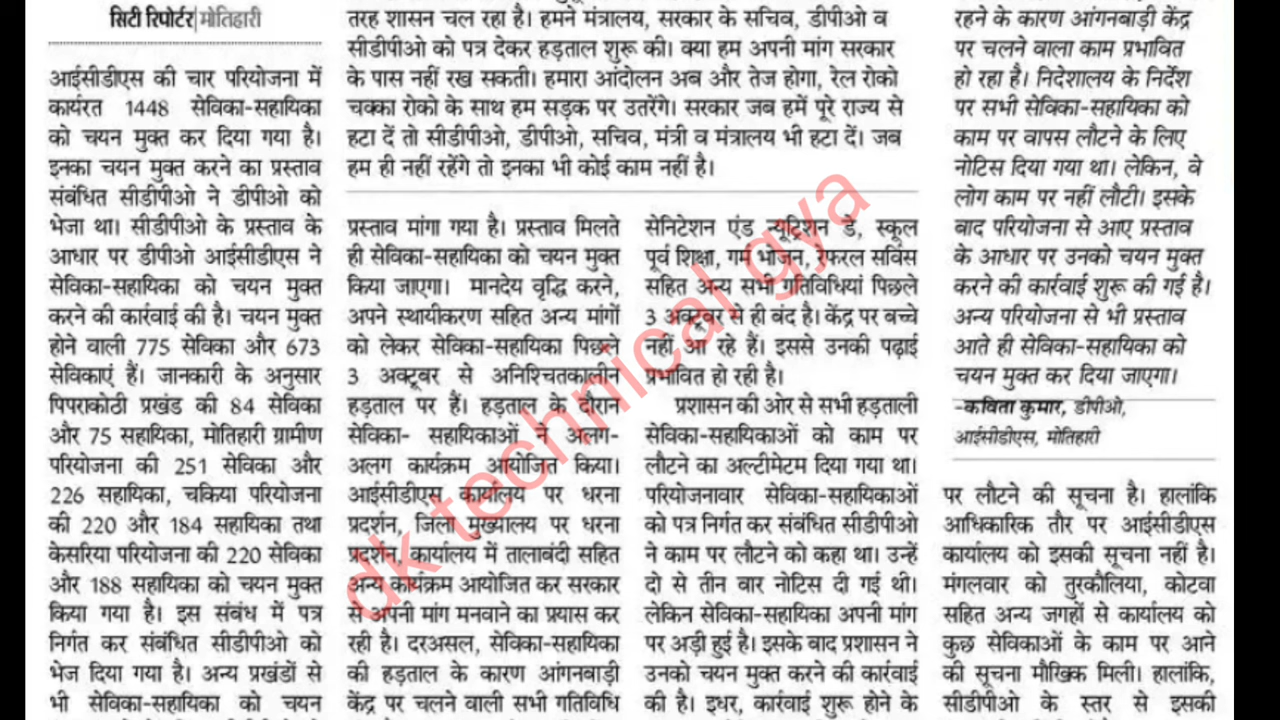 सिटी रिपोर्टर|मोतिहारी
आईसीडीएस की चार परियोजना में
कार्यरत 1448 सेविका-सहायिका
को चयन मुक्त कर दिया गया है।
इनका चयन मुक्त करने का प्रस्ताव
संबंधित सीडीपीओ ने डीपीओ को
भेजा था। सीडीपीओ के प्रस्ताव के
आधार पर डीपीओ आईसीडीएस ने
सेविका-सहायिका को चयन मुक्त
करने की कार्रवाई की है। चयन मुक्त
होने वाली 775 सेविका और 673
सेविकाएं हैं। जानकारी के अनुसार
पिपराकोठी प्रखंड की 84 सेविका
और 75 सहायिका, मोतिहारी ग्रामीण
परियोजना की 251 सेविका और
226 सहायिका, चकिया परियोजना
की 220 और 184 सहायिका तथा
केसरिया परियोजना की 220 सेविका
और 188 सहायिका को चयन मुक्त
किया गया है। इस संबंध में पत्र
निर्गत कर संबंधित सीडीपीओ को
भेज दिया गया है। अन्य प्रखंडों से
भी सेविका-सहायिका को चयन
तरह शासन चल रहा है। हमने मंत्रालय, सरकार के सचिव, डीपीओ व
सीडीपीओ को पत्र देकर हड़ताल शुरू की। क्या हम अपनी मांग सरकार
के पास नहीं रख सकती। हमारा आंदोलन अब और तेज होगा, रेल रोको
चक्का रोको के साथ हम सड़क पर उतरेंगे। सरकार जब हमें पूरे राज्य से
हटा दें तो सीडीपीओ, डीपीओ, सचिव, मंत्री व मंत्रालय भी हटा दें। जब
हम ही नहीं रहेंगे तो इनका भी कोई काम नहीं है।
प्रस्ताव मांगा गया है। प्रस्ताव मिलते
ही सेविका-सहायिका को चयन मुक्त
किया जाएगा। मानदेय वृद्धि करने,
अपने स्थायीकरण सहित अन्य मांगों
को लेकर सेविका-सहायिका पिछले
3 अक्टूबर से अनिश्चितकालीन
हड़ताल पर हैं। हड़ताल के दौरान
सेविका- सहायिकाओं ने अलग-
अलग कार्यक्रम आयोजित किया।
आईसीडीएस कार्यालय पर धरना
प्रदर्शन, जिला मुख्यालय पर धरना
प्रदर्शन, कार्यालय में तालाबंदी सहित
अन्य कार्यक्रम आयोजित कर सरकार
से अपनी मांग मनवाने का प्रयास कर
रही है। दरअसल, सेविका-सहायिका
की हड़ताल के कारण आंगनबाड़ी
केंद्र पर चलने वाली सभी गतिविधि
सेनिटेशन एंड न्यूट्रिशन डे, स्कूल
पूर्व शिक्षा, गर्म भोजन, रेफरल सर्विस
सहित अन्य सभी गतिविधियां पिछले
3 अक्टूबर से ही बंद है। केंद्र पर बच्चे
नहीं आ रहे हैं। इससे उनकी पढ़ाई
प्रभावित हो रही है।
प्रशासन की ओर से सभी हड़ताली
सेविका-सहायिकाओं को काम पर
लौटने का अल्टीमेटम दिया गया था।
परियोजनावार सेविका-सहायिकाओं
को पत्र निर्गत कर संबंधित सीडीपीओ
ने काम पर लौटने को कहा था। उन्हें
दो से तीन वार नोटिस दी गई थी।
लेकिन सेविका-सहायिका अपनी मांग
पर अड़ी हुई है। इसके बाद प्रशासन ने
उनको चयन मुक्त करने की कार्रवाई
की है। इधर, कार्रवाई शुरू होने के
रहने के कारण आंगनबाड़ी केंद्र
पर चलने वाला काम प्रभावित
हो रहा है। निदेशालय के निर्देश
पर सभी सेविका-सहायिका को
काम पर वापस लौटने के लिए
नोटिस दिया गया था। लेकिन, वे
लोग काम पर नहीं लौटी। इसके
बाद परियोजना से आए प्रस्ताव
के आधार पर उनको चयन मुक्त
करने की कार्रवाई शुरू की गई है।
अन्य परियोजना से भी प्रस्ताव
आते ही सेविका-सहायिका को
चयन मुक्त कर दिया जाएगा।
-कविता कुमार, डीपीओ,
आईसीडीएस, मोतिहारी
पर लौटने की सूचना है। हालांकि
आधिकारिक तौर पर आईसीडीएस
कार्यालय को इसकी सूचना नहीं है।
मंगलवार को तुरकौलिया, कोटवा
सहित अन्य जगहों से कार्यालय को
कुछ सेविकाओं के काम पर आने
की सूचना मौखिक मिली। हालांकि,
सीडीपीओ के स्तर से इसकी
dk technical gya